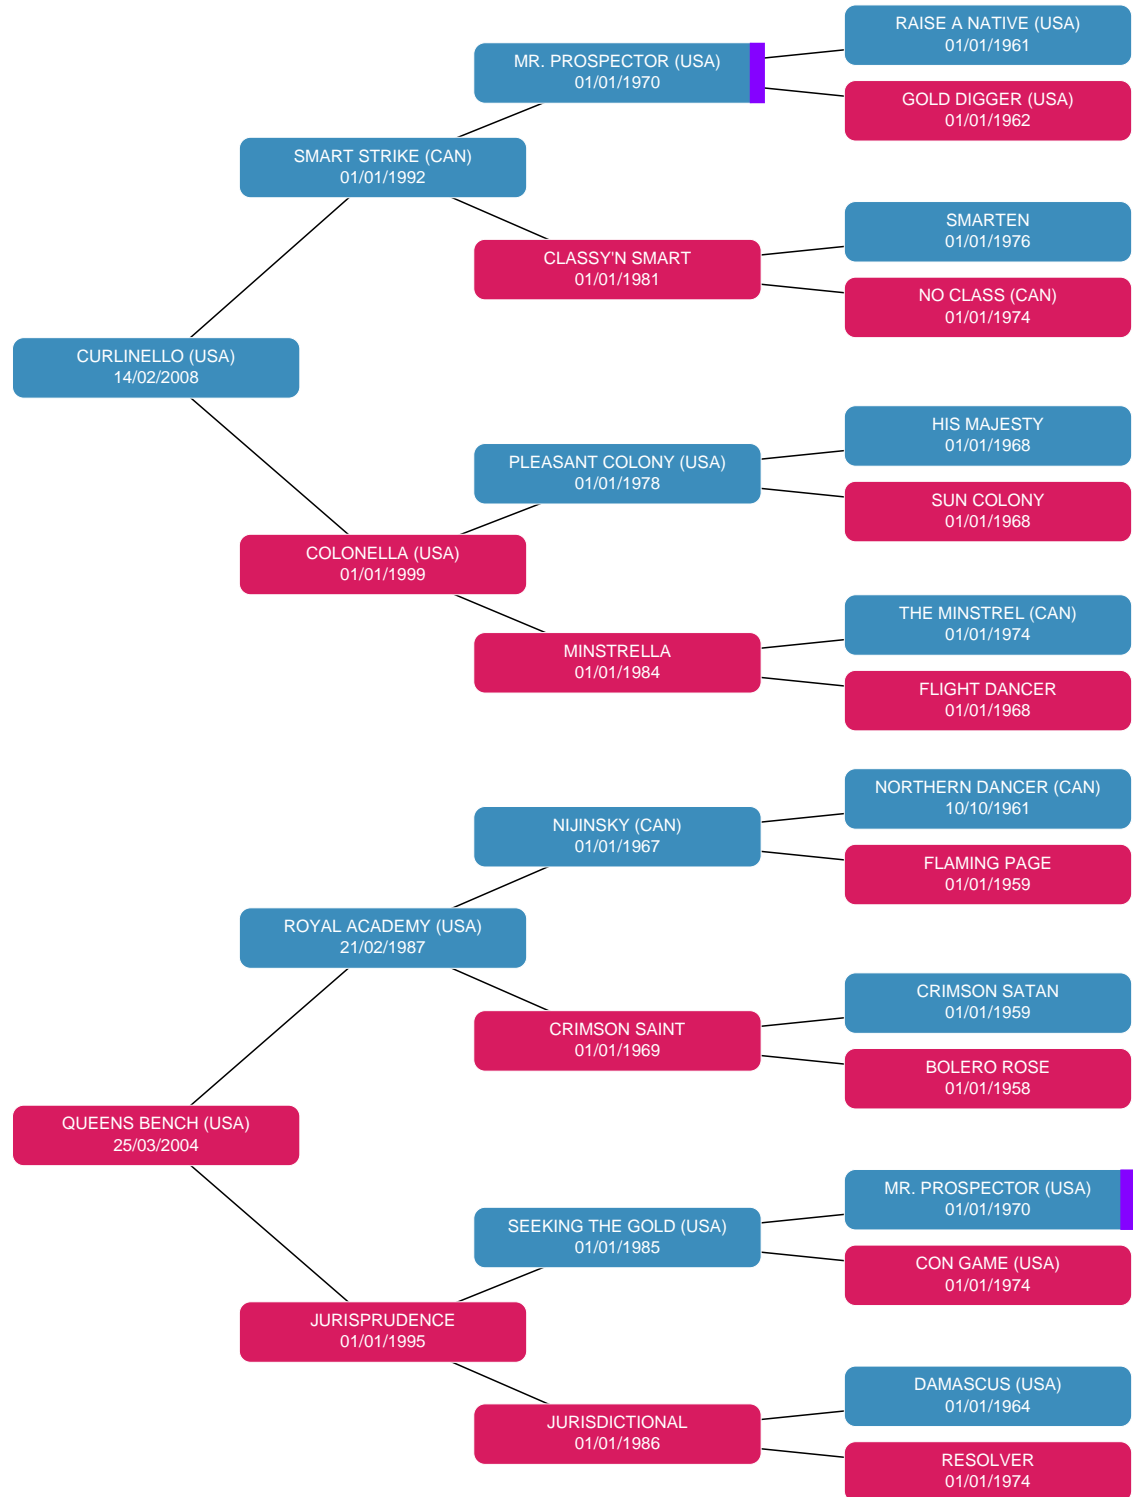 RAISE A NATIVE (USA)
01/01/1961
MR. PROSPECTOR (USA)
01/01/1970
GOLD DIGGER (USA)
01/01/1962
SMART STRIKE (CAN)
01/01/1992
SMARTEN
01/01/1976
CLASSY'N SMART
01/01/1981
NO CLASS (CAN)
01/01/1974
CURLINELLO (USA)
14/02/2008
HIS MAJESTY
01/01/1968
PLEASANT COLONY (USA)
01/01/1978
SUN COLONY
01/01/1968
COLONELLA (USA)
01/01/1999
THE MINSTREL (CAN)
01/01/1974
MINSTRELLA
01/01/1984
FLIGHT DANCER
01/01/1968
NORTHERN DANCER (CAN)
10/10/1961
NIJINSKY (CAN)
01/01/1967
FLAMING PAGE
01/01/1959
ROYAL ACADEMY (USA)
21/02/1987
CRIMSON SATAN
01/01/1959
CRIMSON SAINT
01/01/1969
BOLERO ROSE
01/01/1958
QUEENS BENCH (USA)
25/03/2004
MR. PROSPECTOR (USA)
01/01/1970
SEEKING THE GOLD (USA)
01/01/1985
CON GAME (USA)
01/01/1974
JURISPRUDENCE
01/01/1995
DAMASCUS (USA)
01/01/1964
JURISDICTIONAL
01/01/1986
RESOLVER
01/01/1974